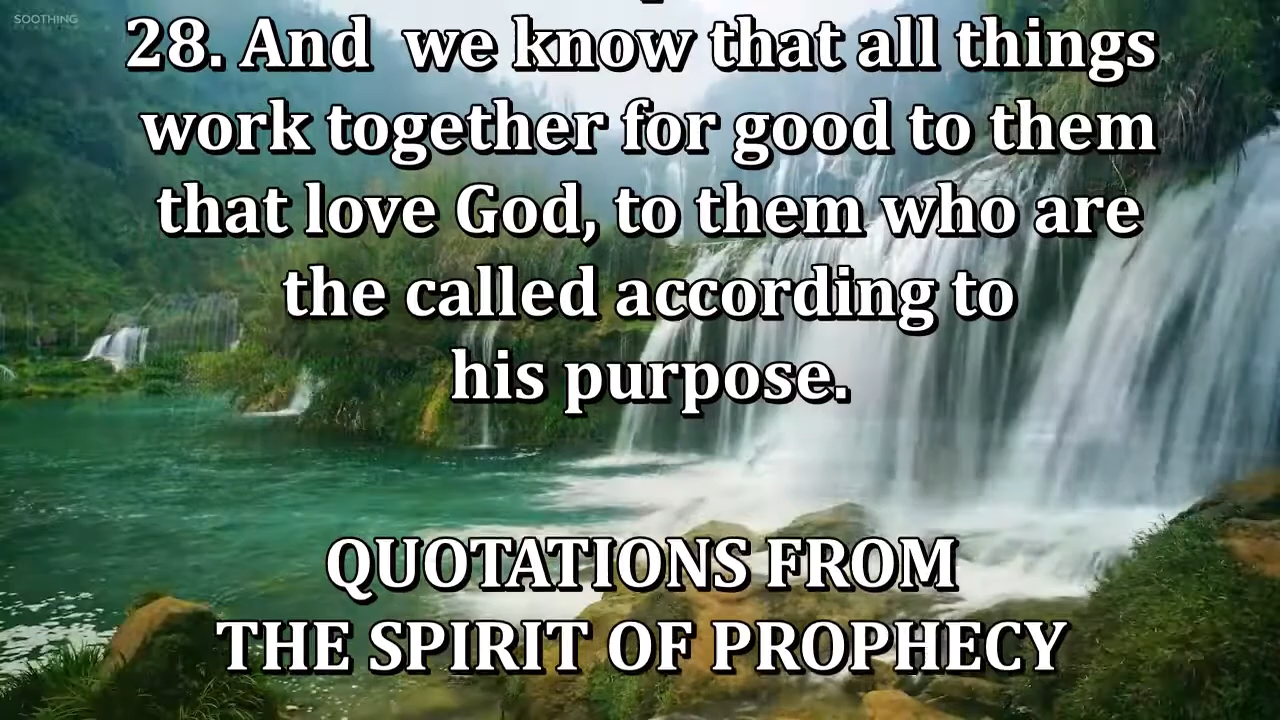 SOOTHING
28. And we know that all things
work together for good to them
that love God, to them who are
the called according to
his purpose.
QUOTATIONS FROM
THE SPIRIT OF PROPHECY